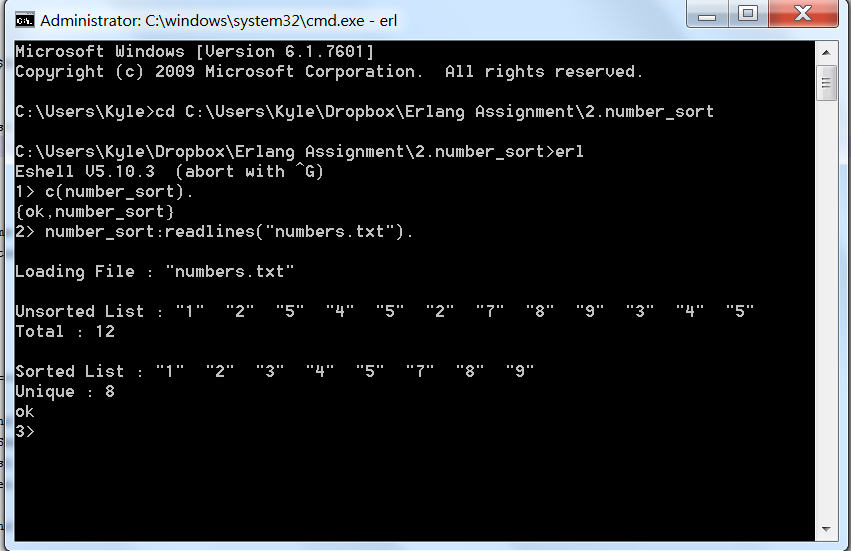 Administrator: C:\windows\system32\cmd.exe - erl
Microsoft Windows [Version 6.1.7601]
Copyright (c) 2009 Microsoft Corporation.  All rights reserved.
C:\Users\Kyle>cd C:\Users\Kyle\Dropbox\Erlang Assignment\2.number_sort
C:\Users\Kyle\Dropbox\Erlang Assignment\2.number_sort>erl
Eshell V5.10.3  (abort with ^G)
1> c(number_sort).
{ok,number_sort}
2> number_sort:readlines("numbers.txt").
Loading File : "numbers.txt"
Unsorted List : "1"  "2"  "5"  "4"  "5"  "2"  "7"  "8"  "9"  "3"  "4"  "5"
Total : 12
Sorted List : "1"  "2"  "3"  "4"  "5"  "7"  "8"  "9"
Unique : 8
ok
3>